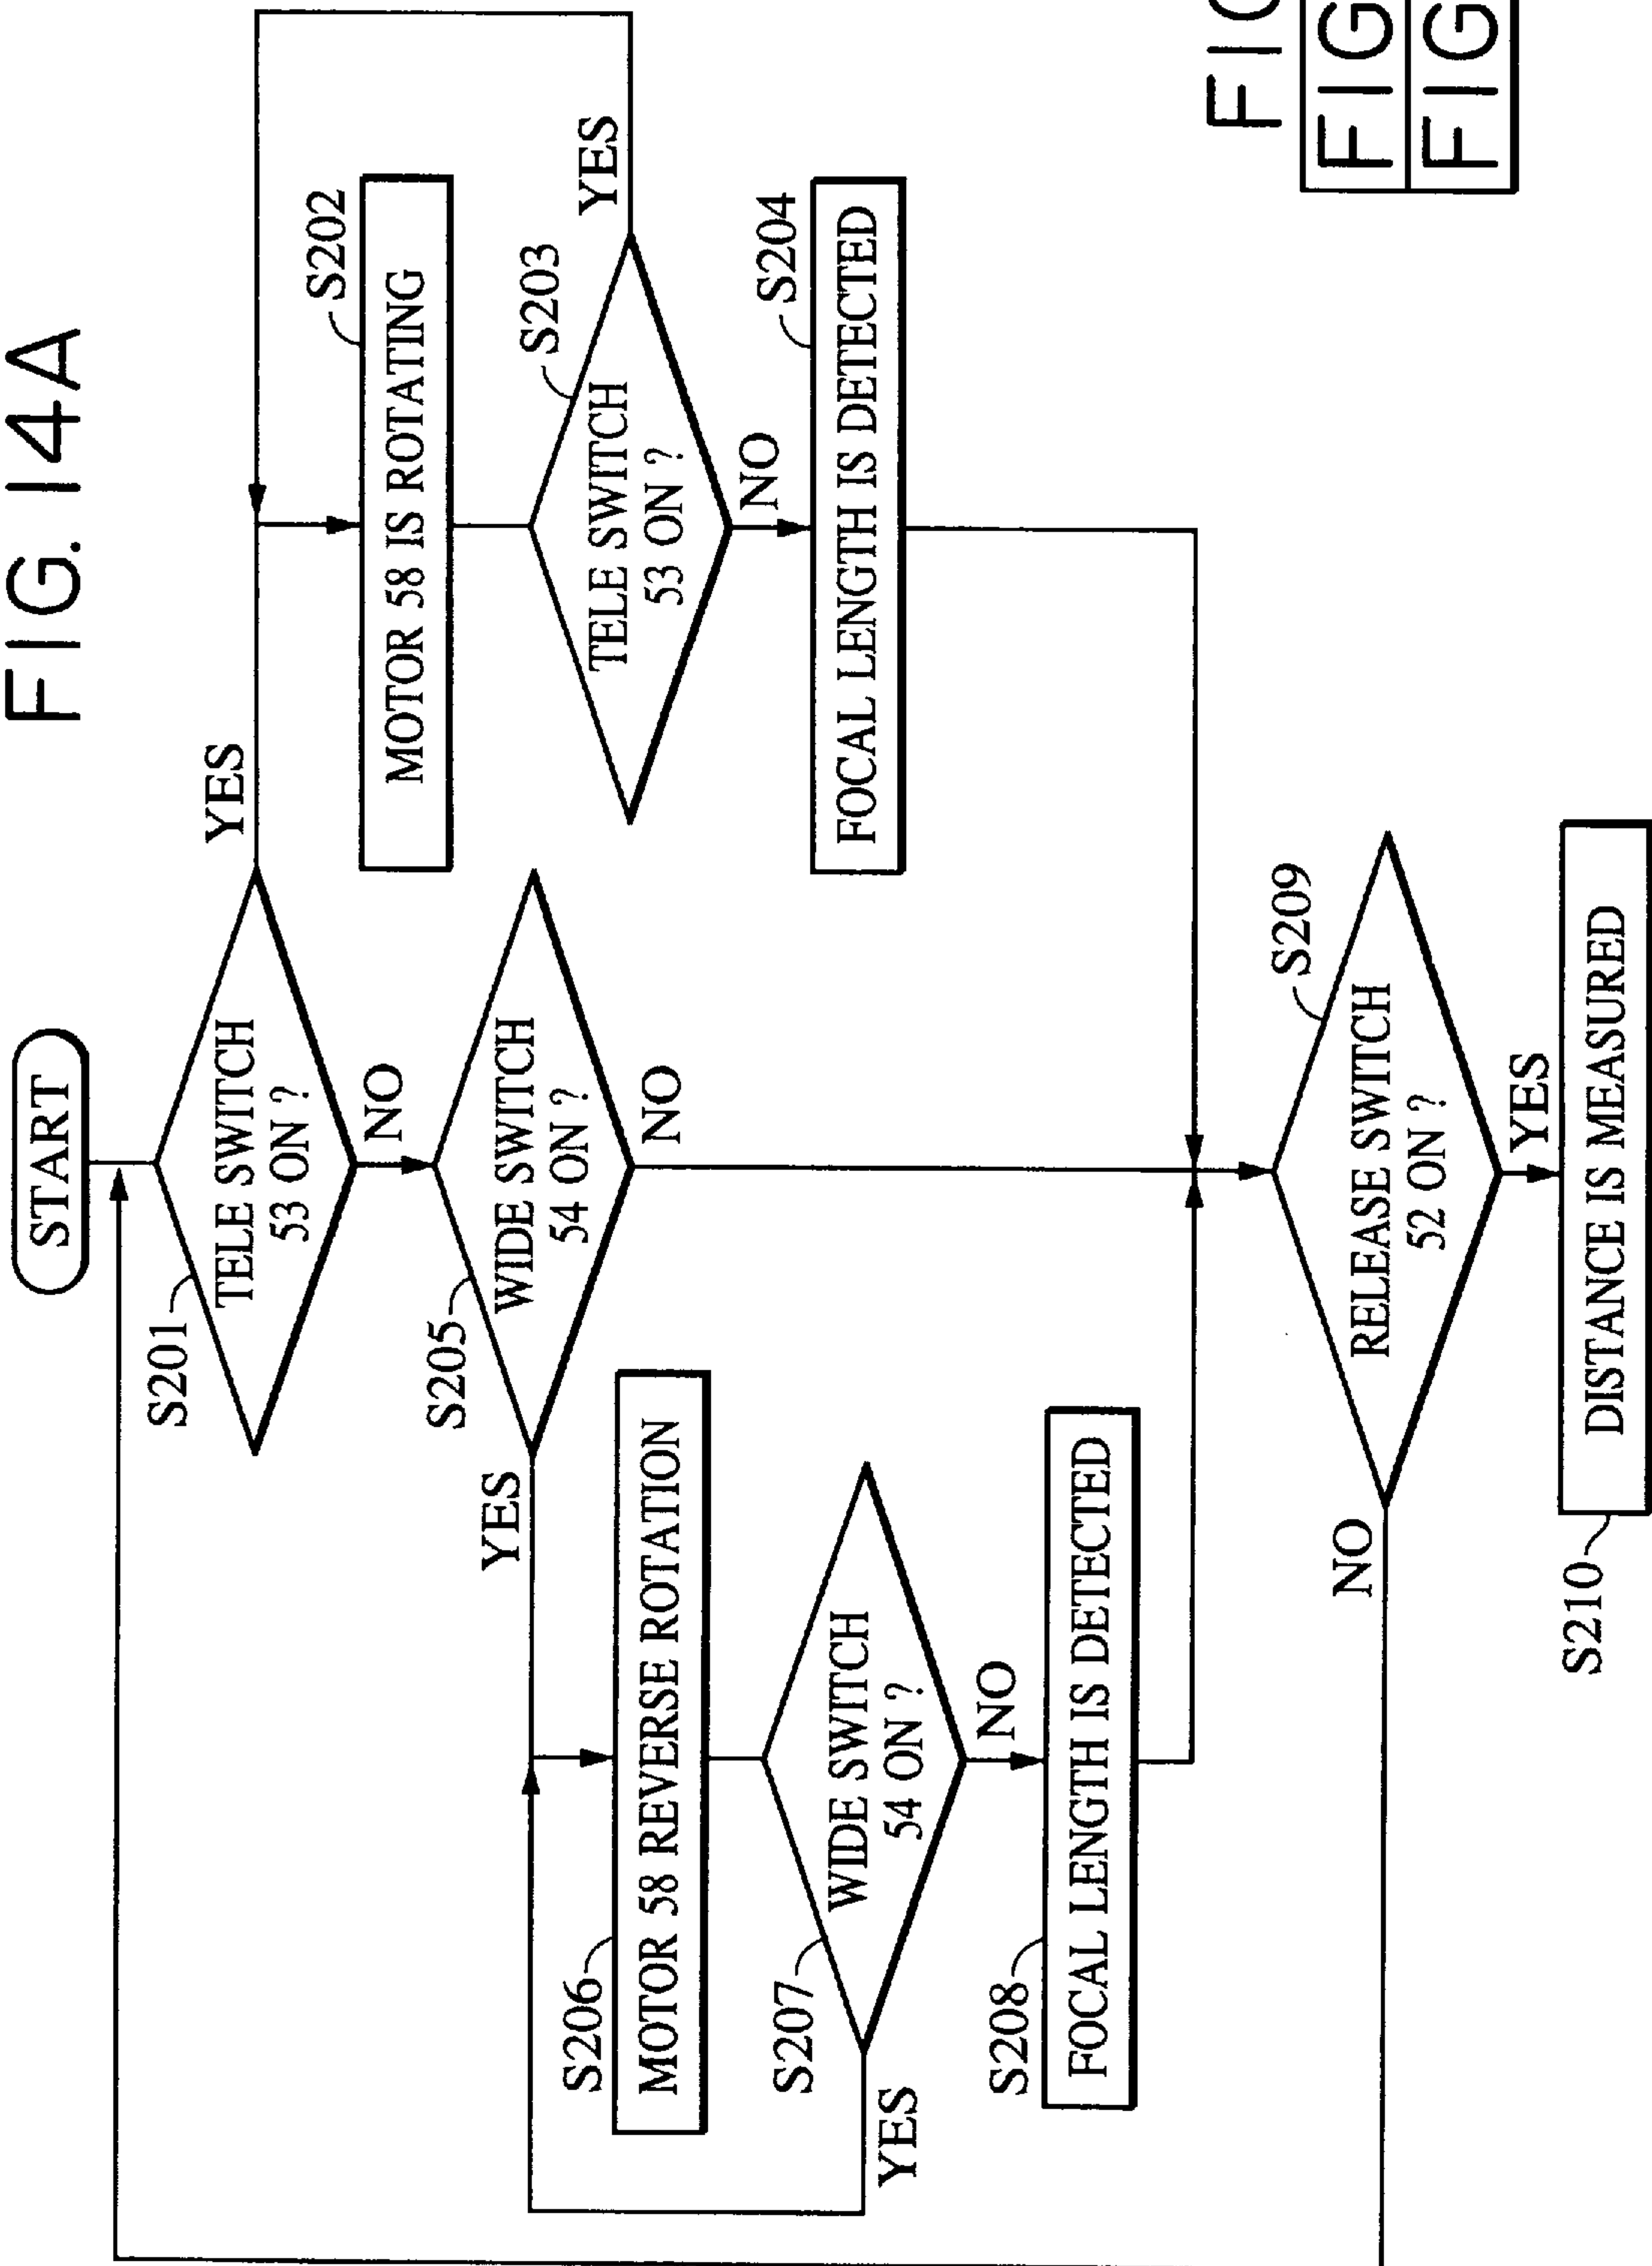 FIG. 14A
START
S201
TELE SWITCH
53 ON ?
YES
NO
S202
MOTOR 58 IS ROTATING
S203
TELE SWITCH
53 ON ?
YES
NO
S204
FOCAL LENGTH IS DETECTED
S205
WIDE SWITCH
54 ON ?
YES
NO
S206
MOTOR 58 REVERSE ROTATION
S207
WIDE SWITCH
54 ON ?
YES
NO
S208
FOCAL LENGTH IS DETECTED
S209
RELEASE SWITCH
52 ON ?
NO
YES
S210
DISTANCE IS MEASURED
FIG
FIG